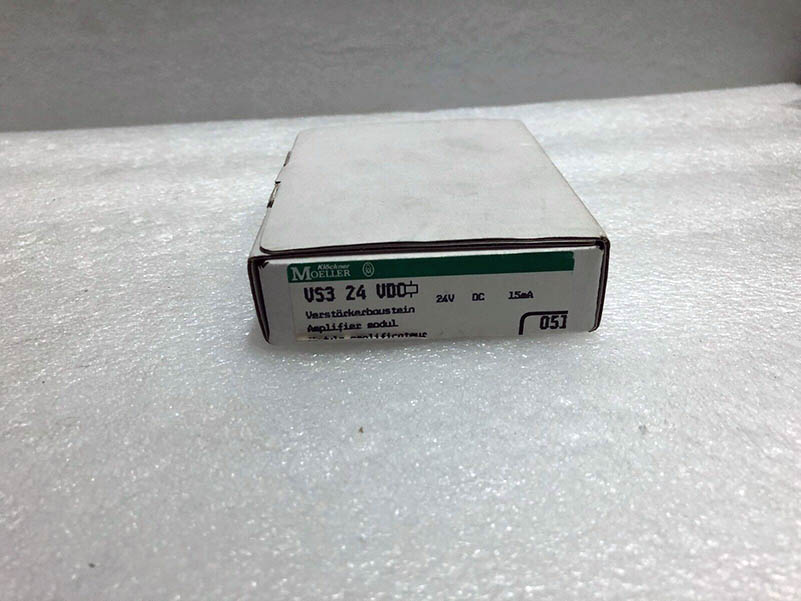 Klöckner
MOELLER
VS3 24 VDC 24V DC 15mA
Verstärkerbaustein
Amplifier modul
051